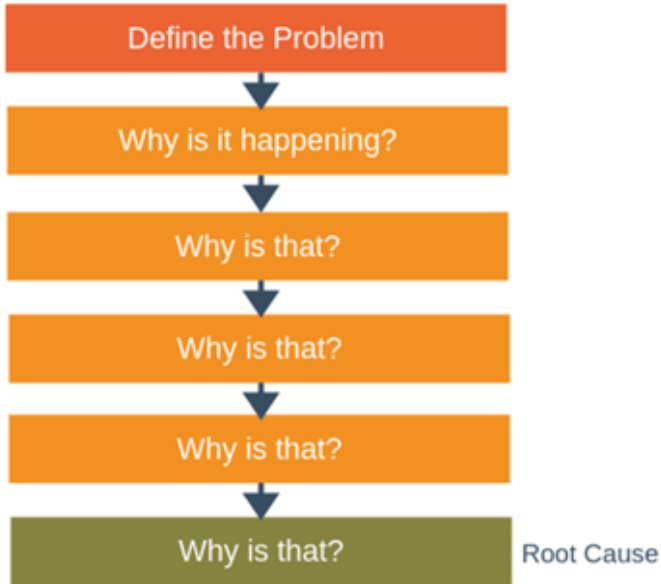 Define the Problem
Why is it happening?
Why is that?
Why is that?
Why is that?
Why is that?
Root Cause